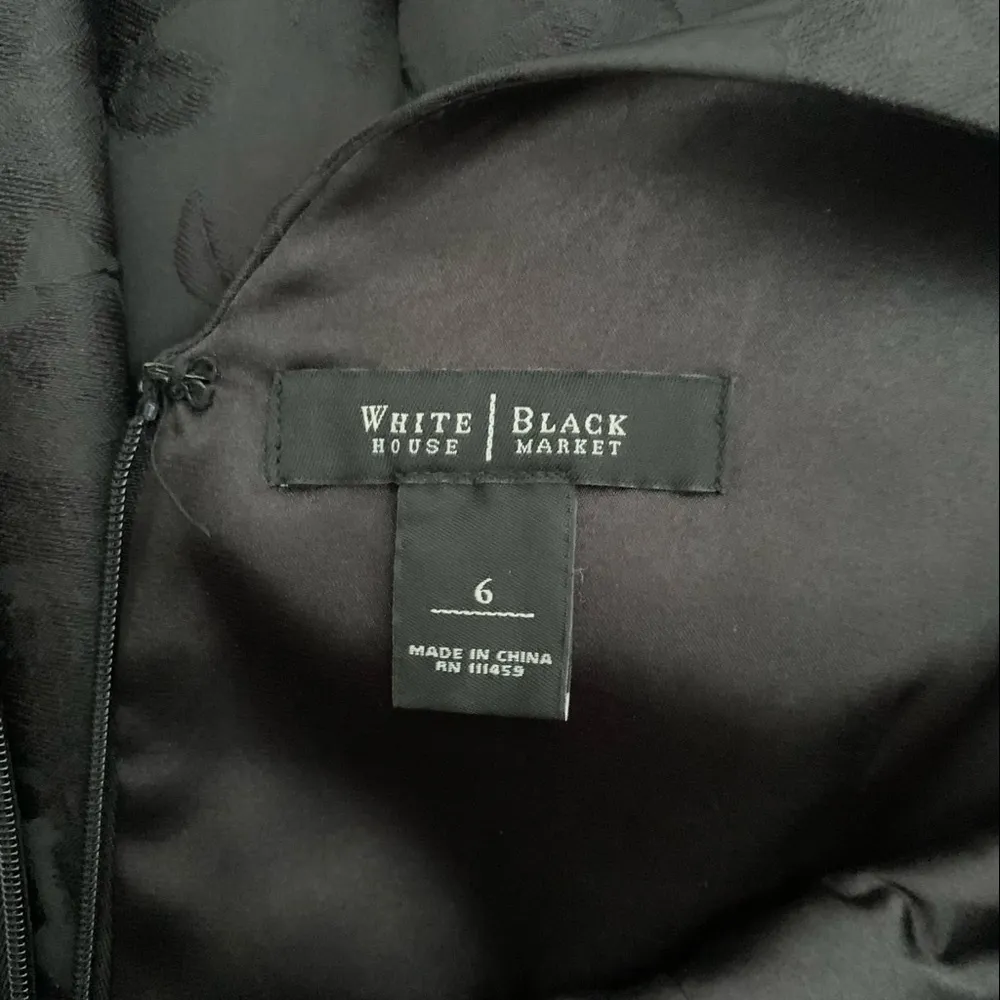 WHITE | BLACK
HOUSE | MARKET
6
MADE IN CHINA
RN 111459